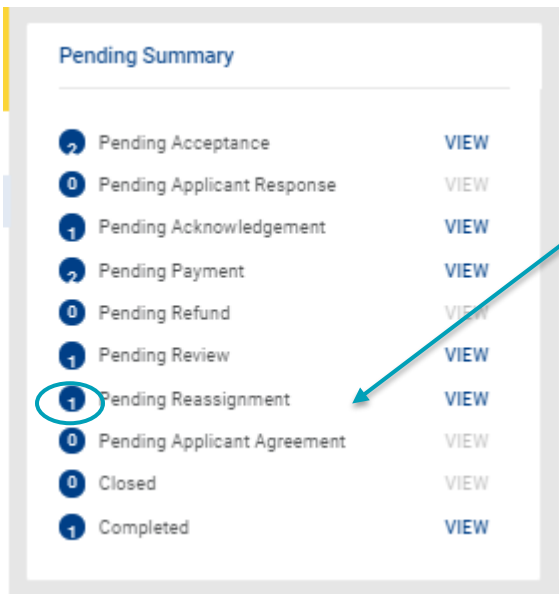 Pending Summary
2 Pending Acceptance VIEW
0 Pending Applicant Response VIEW
1 Pending Acknowledgement VIEW
2 Pending Payment VIEW
0 Pending Refund VIEW
1 Pending Review VIEW
1 Pending Reassignment VIEW
0 Pending Applicant Agreement VIEW
0 Closed VIEW
1 Completed VIEW